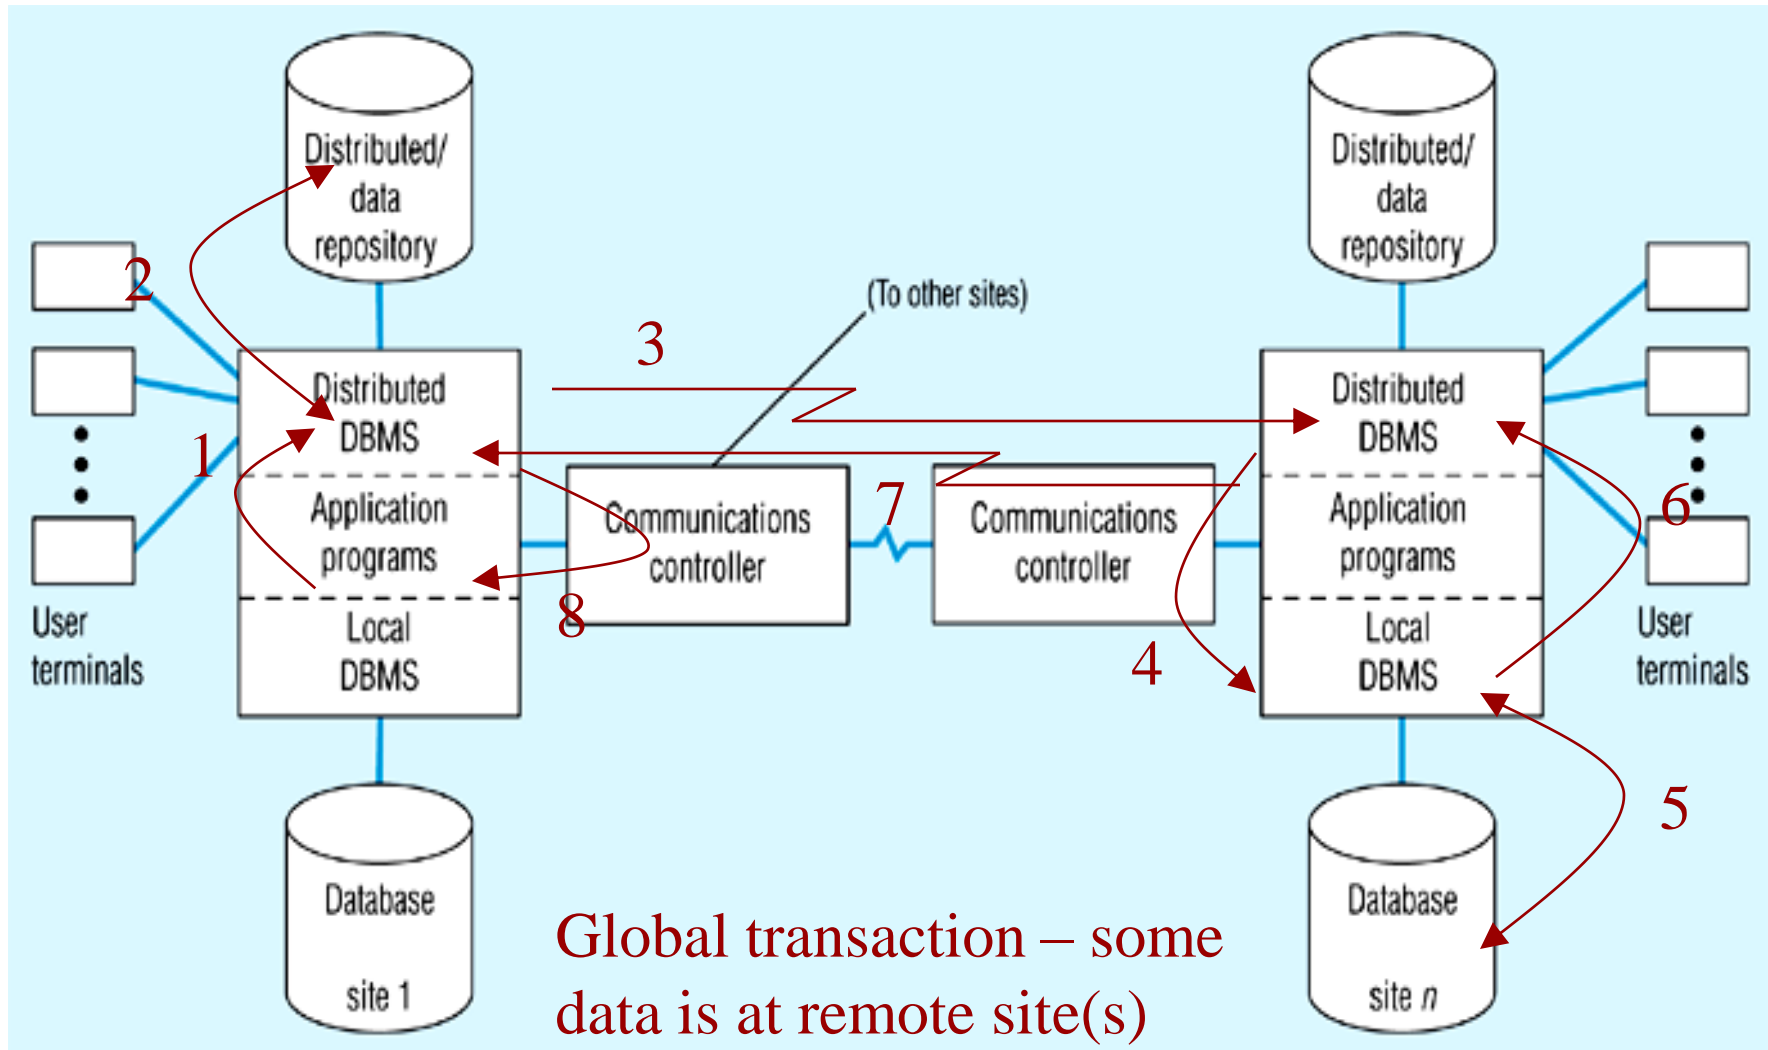 Distributed/
data
repository
Distributed/
data
repository
2
(To other sites)
3
Distributed
DBMS
Distributed
DBMS
1
7
6
Application
programs
Communications
controller
Communications
controller
Application
programs
8
User
terminals
Local
DBMS
4
Local
DBMS
User
terminals
5
Database
site 1
Database
site n
Global transaction – some
data is at remote site(s)